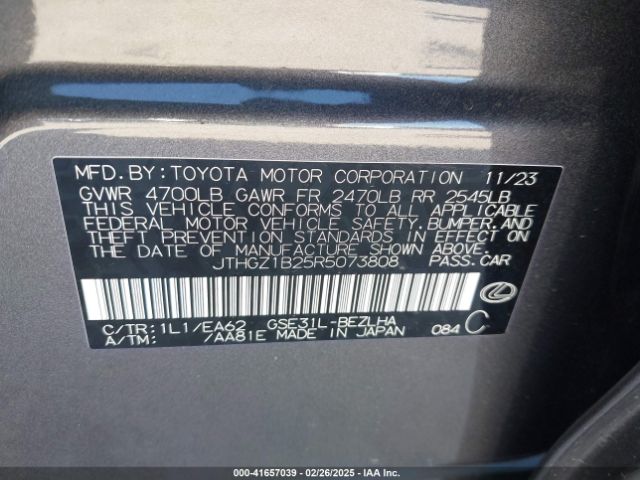 MFD. BY: TOYOTA MOTOR CORPORATION 11/23
GVWR 4700LB GAWR FR 2470LB RR 2545LB
THIS VEHICLE CONFORMS TO ALL APPLICABLE
FEDERAL MOTOR VEHICLE SAFETY, BUMPER, AND
THEFT PREVENTION STANDARDS IN EFFECT ON
THE DATE OF MANUFACTURE SHOWN ABOVE.
JTHGZ1B25R5073808 PASS. CAR
C/TR: 1L1/EA62 GSE31L-BEZLHA
A/TM: /AA81E MADE IN JAPAN 084 C
00-41657039 | 02/26/2025 | IAA, Inc.